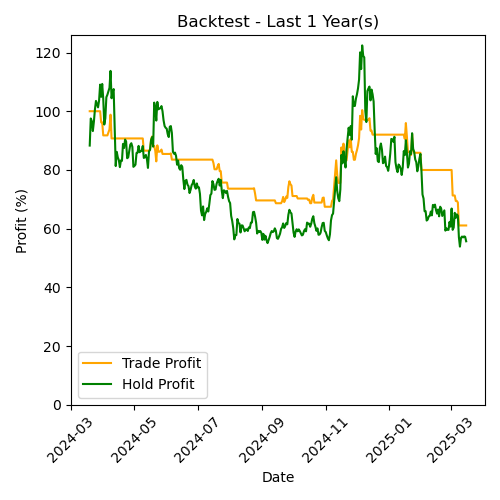 Backtest - Last 1 Year(s)
Profit (%)
120
100
80
60
40
20
0
Trade Profit
Hold Profit
2024-03
2024-05
2024-07
2024-09
2024-11
2025-01
2025-03
Date